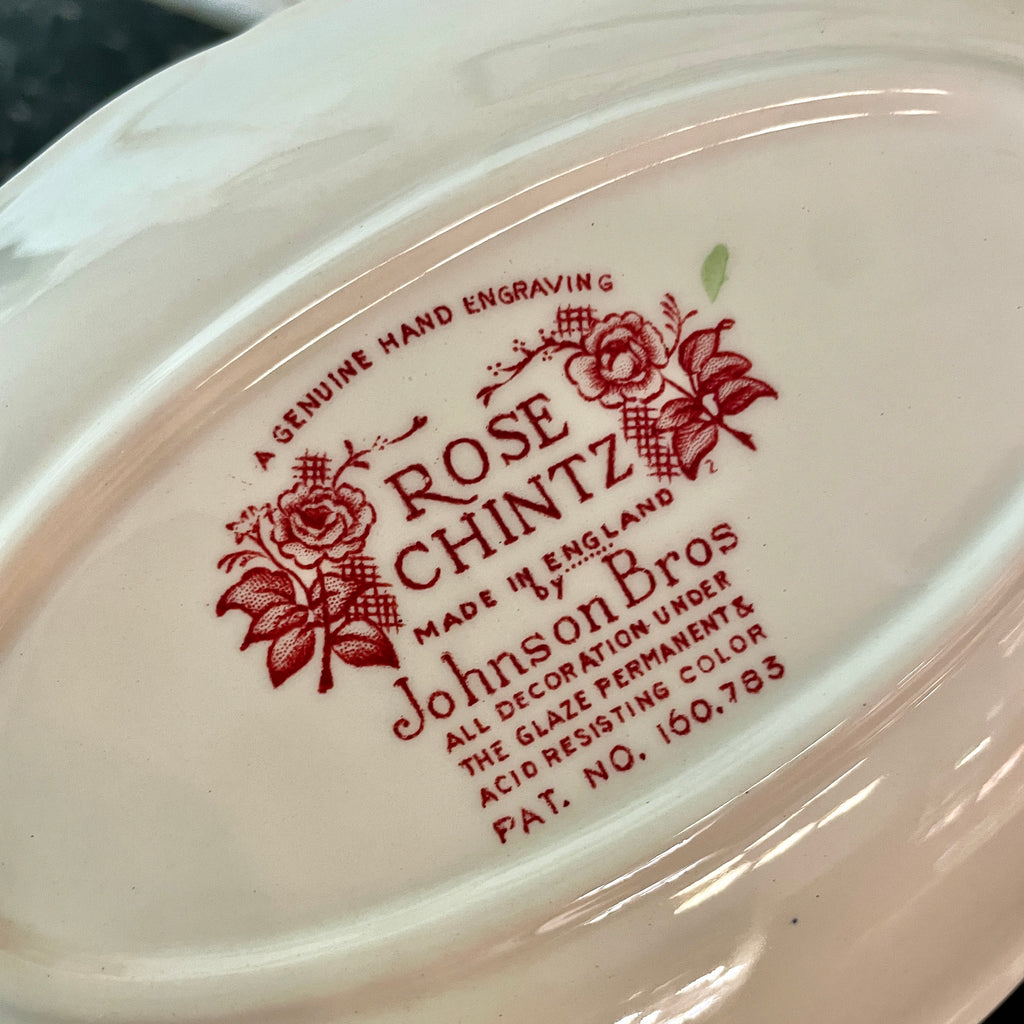 A GENUINE HAND ENGRAVING
ROSE
CHINTZ
2
MADE IN ENGLAND
by
Johnson Bros
ALL DECORATION UNDER
THE GLAZE PERMANENT &
ACID RESISTING COLOR
PAT. NO. 160.783